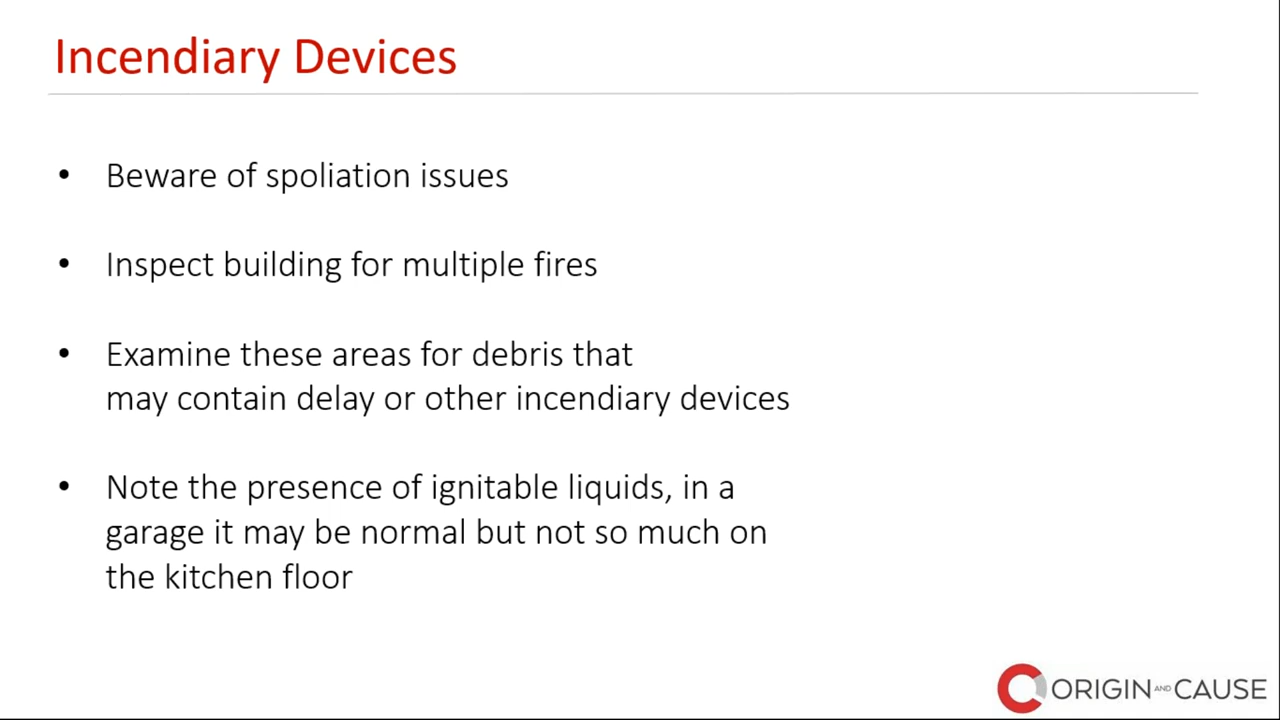 Incendiary Devices
• Beware of spoliation issues
• Inspect building for multiple fires
• Examine these areas for debris that
may contain delay or other incendiary devices
• Note the presence of ignitable liquids, in a
garage it may be normal but not so much on
the kitchen floor
ORIGIN AND CAUSE